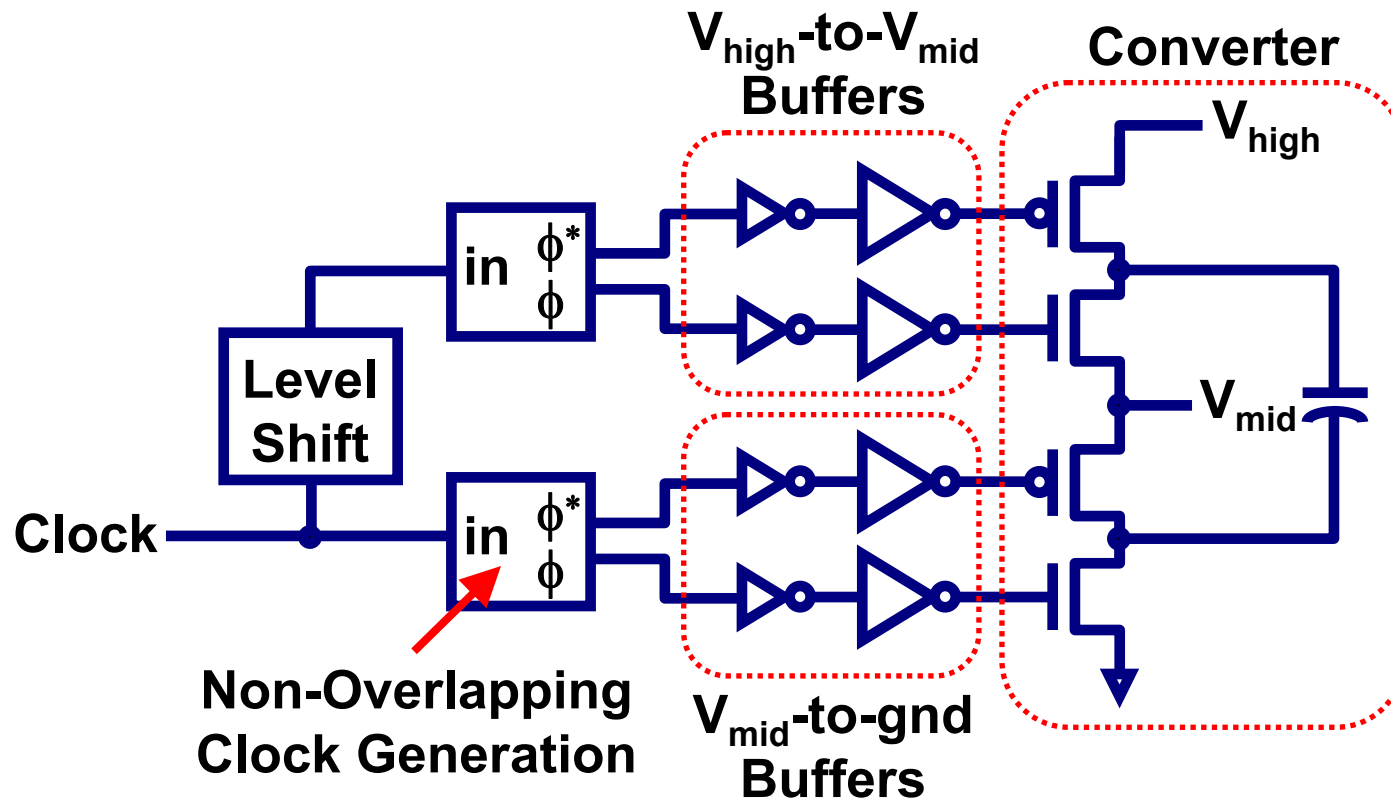 V_high-to-V_mid
Buffers
Converter
V_high
in
ϕ*
ϕ
Level
Shift
V_mid
Clock
in
ϕ*
ϕ
Non-Overlapping
Clock Generation
V_mid-to-gnd
Buffers